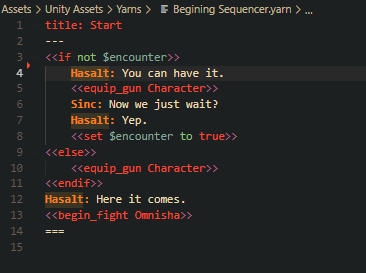 Assets > Unity Assets > Yarns > Begining Sequencer.yarn > ...
1 title: Start
2 ---
3 <<if not $encounter>>
4 Hasalt: You can have it.
5 <<equip_gun Character>>
6 Sinc: Now we just wait?
7 Hasalt: Yep.
8 <<set $encounter to true>>
9 <<else>>
10 <<equip_gun Character>>
11 <<endif>>
12 Hasalt: Here it comes.
13 <<begin_fight Omnisha>>
14 ===
15